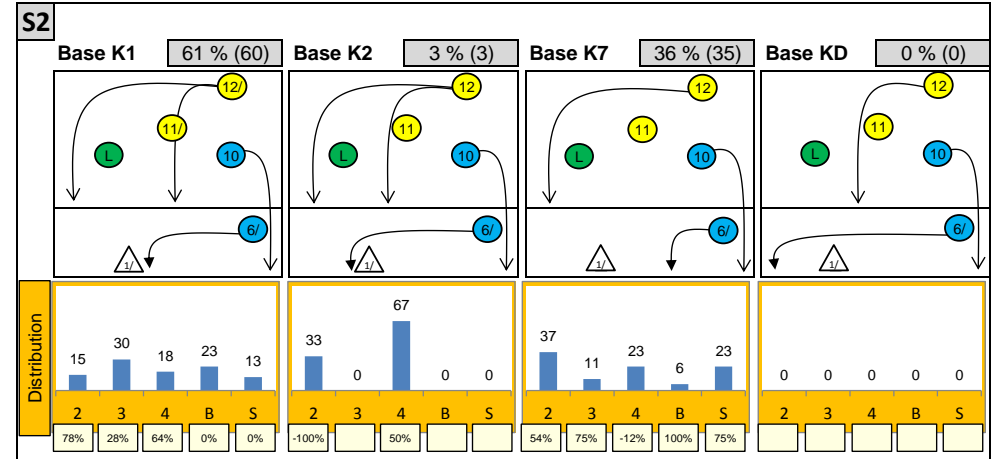 S2
Base K1 61 % (60) Base K2 3 % (3) Base K7 36 % (35) Base KD 0 % (0)
12/ 12 12 12
11/ 11 11 11
L 10 L 10 L 10 L 10
6/ 6/ 6/ 6/
1/ 1/ 1/ 1/
Distribution
15 30 18 23 13 33 0 67 0 0 37 11 23 6 23 0 0 0 0 0
2 3 4 B S 2 3 4 B S 2 3 4 B S 2 3 4 B S
78% 28% 64% 0% 0% -100% 50% 54% 75% -12% 100% 75%